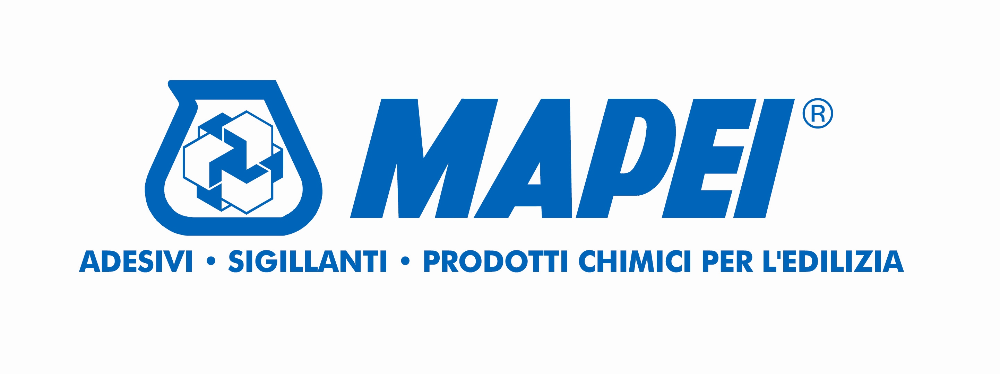 MAPEI®
ADESIVI • SIGILLANTI • PRODOTTI CHIMICI PER L'EDILIZIA